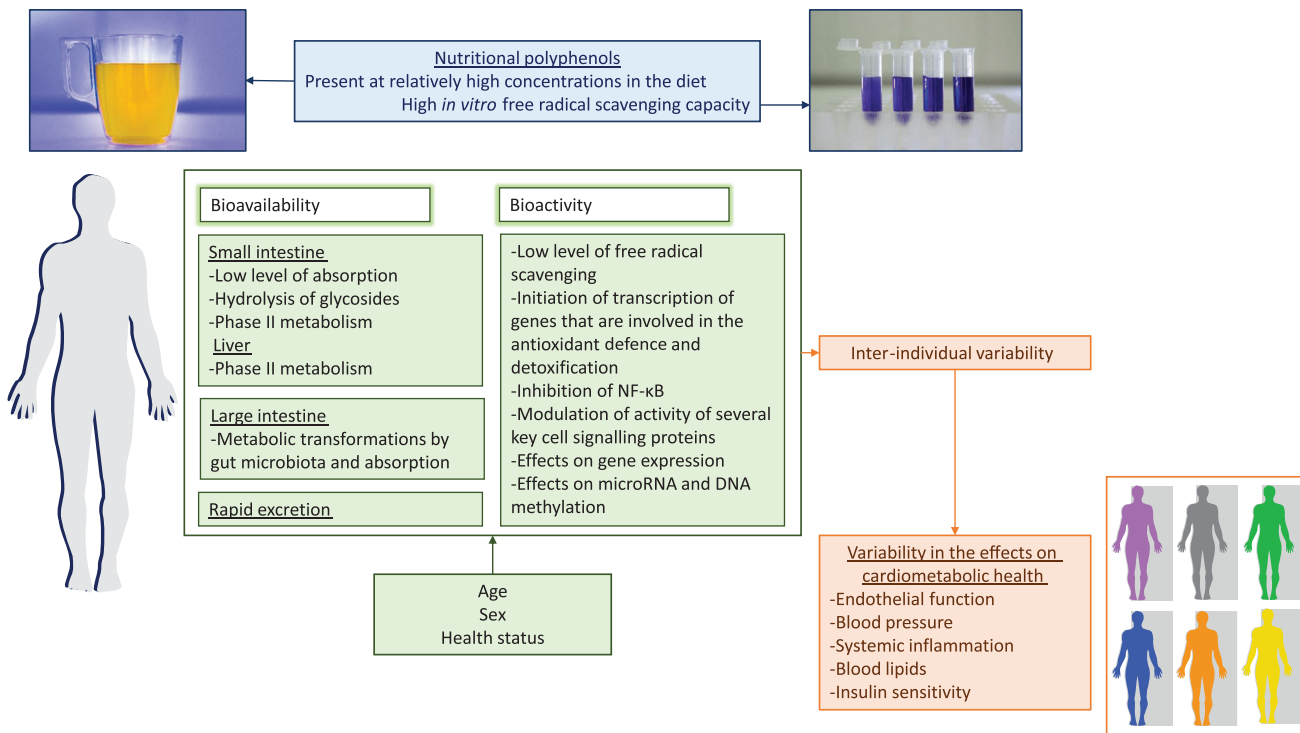 Nutritional polyphenols
Present at relatively high concentrations in the diet
High in vitro free radical scavenging capacity
Bioavailability
Small intestine
-Low level of absorption
-Hydrolysis of glycosides
-Phase II metabolism
Liver
-Phase II metabolism
Large intestine
-Metabolic transformations by
gut microbiota and absorption
Rapid excretion
Bioactivity
-Low level of free radical
scavenging
-Initiation of transcription of
genes that are involved in the
antioxidant defence and
detoxification
-Inhibition of NF-κB
-Modulation of activity of several
key cell signalling proteins
-Effects on gene expression
-Effects on microRNA and DNA
methylation
Age
Sex
Health status
Inter-individual variability
Variability in the effects on
cardiometabolic health
-Endothelial function
-Blood pressure
-Systemic inflammation
-Blood lipids
-Insulin sensitivity